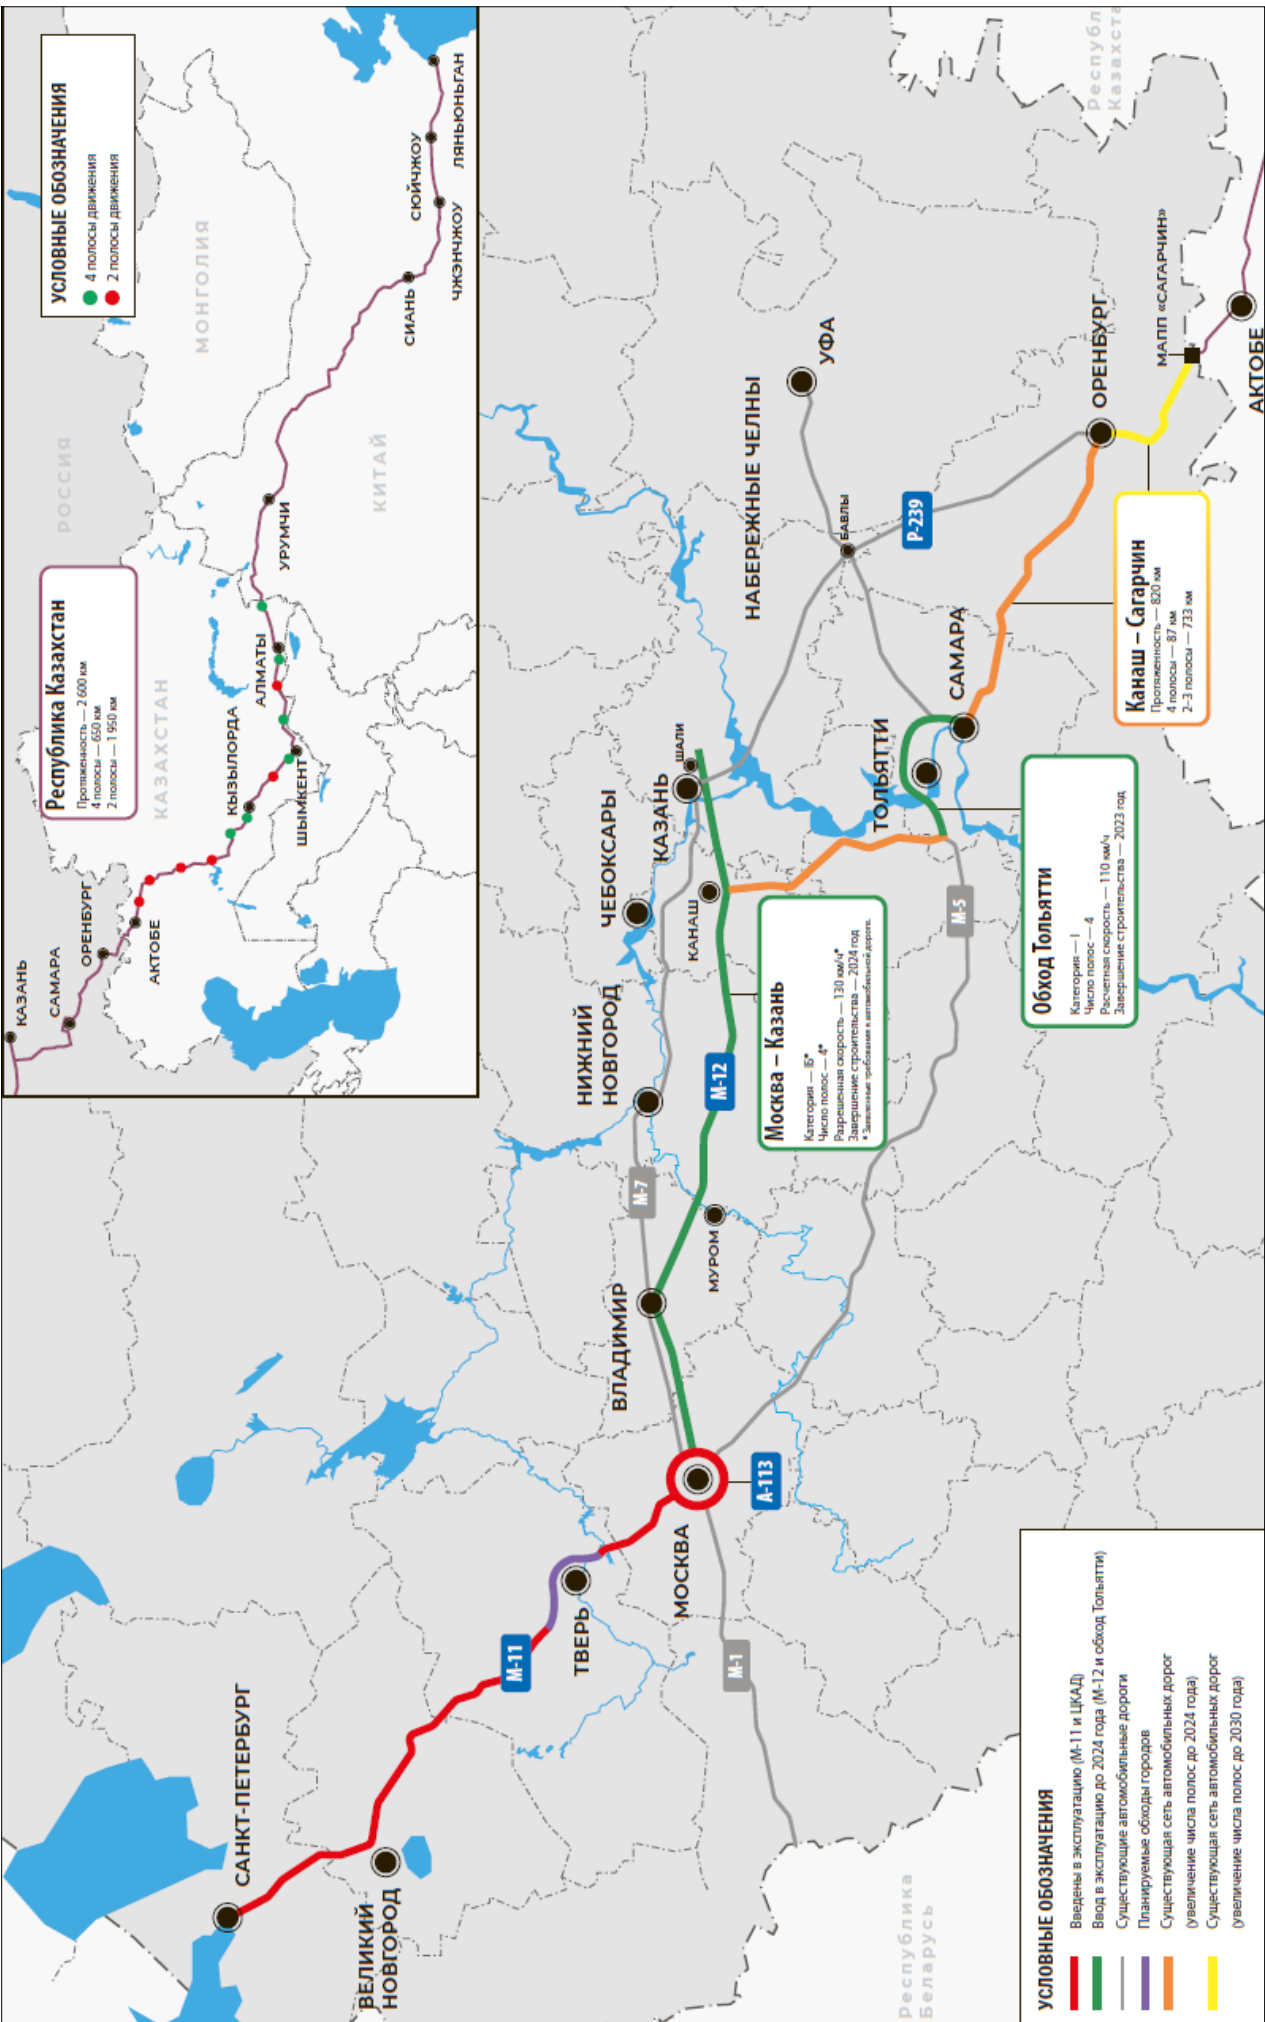 УСЛОВНЫЕ ОБОЗНАЧЕНИЯ
4 полосы движения
2 полосы движения
РОССИЯ
МОНГОЛИЯ
КАЗАХСТАН
КИТАЙ
Республика Казахстан
Протяженность — 2 600 км
4 полосы — 650 км
2 полосы — 1 950 км
КАЗАНЬ
САМАРА
ОРЕНБУРГ
АКТОБЕ
КЫЗЫЛОРДА
ШЫМКЕНТ
АЛМАТЫ
УРУМЧИ
СИАНЬ
ЧЖЭНЧЖОУ
СЮЙЧЖОУ
ЛЯНЬЮНЬГАН
САНКТ-ПЕТЕРБУРГ
ВЕЛИКИЙ
НОВГОРОД
М-11
ТВЕРЬ
МОСКВА
А-113
М-1
ВЛАДИМИР
МУРОМ
М-7
НИЖНИЙ
НОВГОРОД
М-12
ЧЕБОКСАРЫ
КАНАШ
КАЗАНЬ
ШАЛИ
М-5
ТОЛЬЯТТИ
САМАРА
НАБЕРЕЖНЫЕ ЧЕЛНЫ
БАВЛЫ
УФА
Р-239
ОРЕНБУРГ
МАПП «САГАРЧИН»
АКТОБЕ
Республ
Казахста
Республика
Беларусь
Москва – Казань
Категория — IБ*
Число полос — 4*
Разрешенная скорость — 130 км/ч*
Завершение строительства — 2024 год
* Заявленные требования к автомобильной дороге.
Обход Тольятти
Категория — I
Число полос — 4
Расчетная скорость — 110 км/ч
Завершение строительства — 2023 год
Канаш – Сагарчин
Протяженность — 820 км
4 полосы — 87 км
2–3 полосы — 733 км
УСЛОВНЫЕ ОБОЗНАЧЕНИЯ
Введены в эксплуатацию (М-11 и ЦКАД)
Ввод в эксплуатацию до 2024 года (М-12 и обход Тольятти)
Существующие автомобильные дороги
Планируемые обходы городов
Существующая сеть автомобильных дорог
(увеличение числа полос до 2024 года)
Существующая сеть автомобильных дорог
(увеличение числа полос до 2030 года)